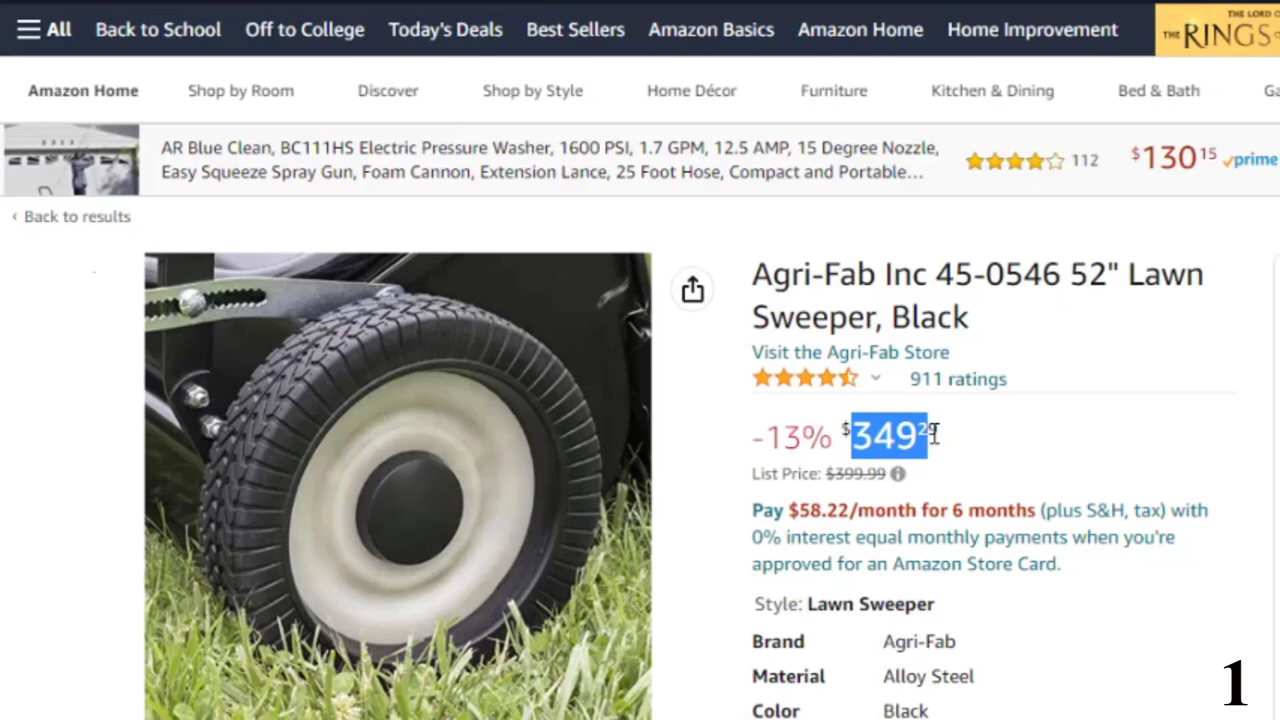 All Back to School Off to College Today's Deals Best Sellers Amazon Basics Amazon Home Home Improvement
THE LORD O
THE RINGS
Amazon Home Shop by Room Discover Shop by Style Home Décor Furniture Kitchen & Dining Bed & Bath Ga
AR Blue Clean, BC111HS Electric Pressure Washer, 1600 PSI, 1.7 GPM, 12.5 AMP, 15 Degree Nozzle,
Easy Squeeze Spray Gun, Foam Cannon, Extension Lance, 25 Foot Hose, Compact and Portable…
112 $130 15 prime
‹ Back to results
Agri-Fab Inc 45-0546 52" Lawn
Sweeper, Black
Visit the Agri-Fab Store
911 ratings
-13% $349 29
List Price: $399.99
Pay $58.22/month for 6 months (plus S&H, tax) with
0% interest equal monthly payments when you're
approved for an Amazon Store Card.
Style: Lawn Sweeper
Brand Agri-Fab
Material Alloy Steel
Color Black
1